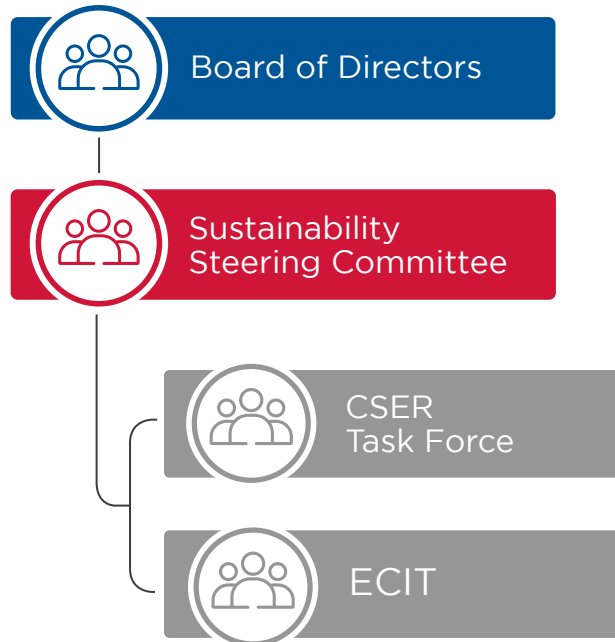 Board of Directors
Sustainability
Steering Committee
CSER
Task Force
ECIT